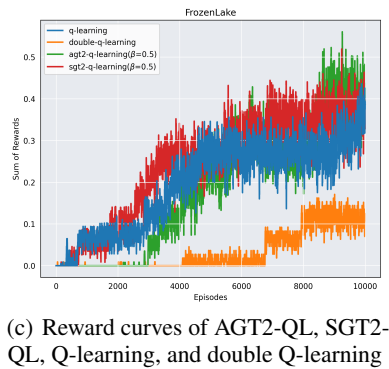 FrozenLake
q-learning
double-q-learning
agt2-q-learning(β=0.5)
sgt2-q-learning(β=0.5)
Sum of Rewards
0.5
0.4
0.3
0.2
0.1
0.0
0
2000
4000
6000
8000
10000
Episodes
(c) Reward curves of AGT2-QL, SGT2-
QL, Q-learning, and double Q-learning